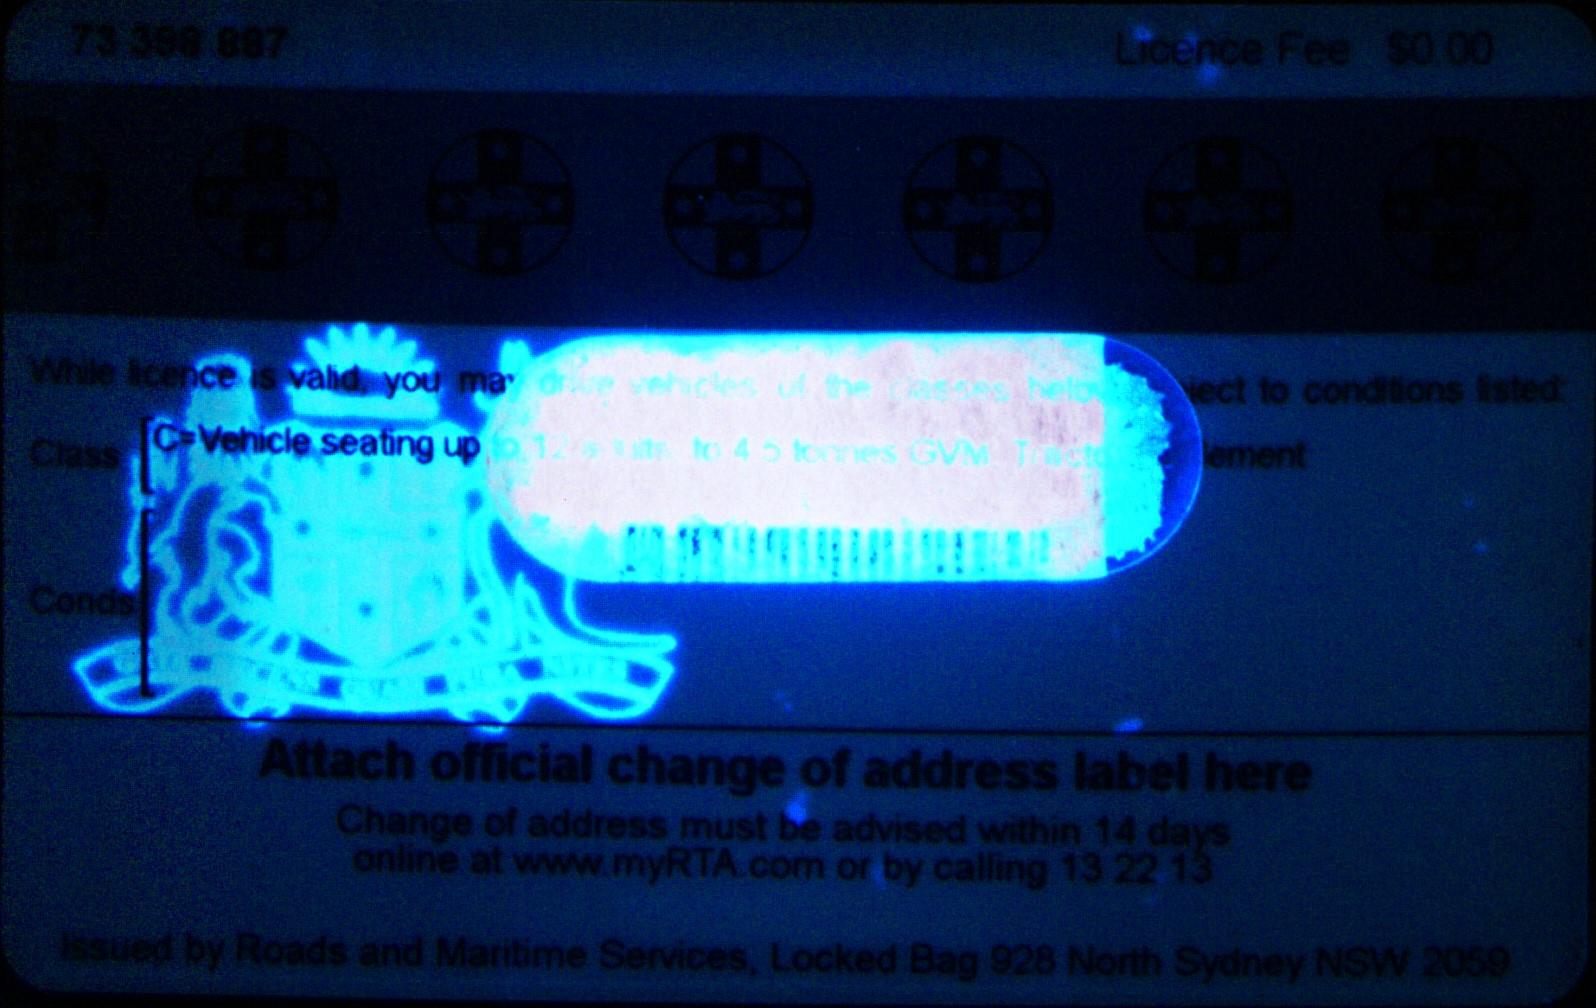 73 398 887
Licence Fee $0 00
While licence is valid, you may drive vehicles of the classes below subject to conditions listed:
Class C=Vehicle seating up to 12 adults, to 4.5 tonnes GVM. Tractor
Conds
Attach official change of address label here
Change of address must be advised within 14 days
online at www.myRTA.com or by calling 13 22 13
Issued by Roads and Maritime Services, Locked Bag 928 North Sydney NSW 2059